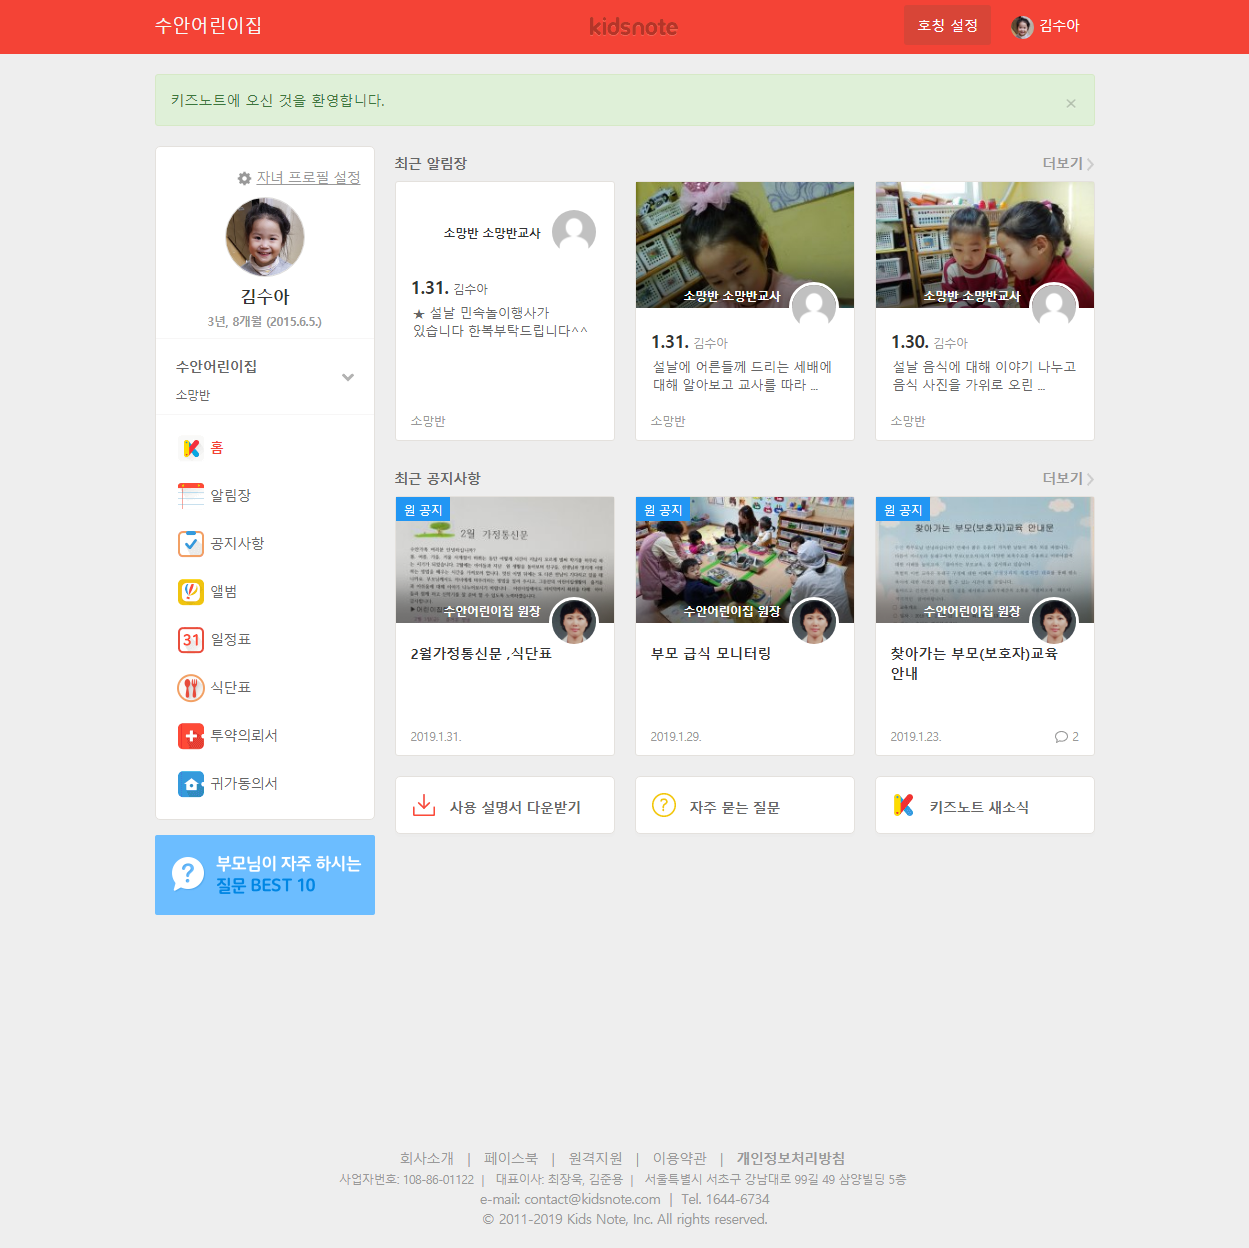 수안어린이집
kidsnote
호칭 설정
김수아
키즈노트에 오신 것을 환영합니다.
×
자녀 프로필 설정
김수아
3년, 8개월 (2015.6.5.)
수안어린이집
소망반
홈
알림장
공지사항
앨범
31 일정표
식단표
투약의뢰서
귀가동의서
? 부모님이 자주 하시는
질문 BEST 10
최근 알림장
더보기
소망반 소망반교사
1.31. 김수아
★ 설날 민속놀이행사가
있습니다 한복부탁드립니다^^
소망반
소망반 소망반교사
1.31. 김수아
설날에 어른들께 드리는 세배에
대해 알아보고 교사를 따라 ...
소망반
소망반 소망반교사
1.30. 김수아
설날 음식에 대해 이야기 나누고
음식 사진을 가위로 오린 ...
소망반
최근 공지사항
더보기
원 공지
2월 가정통신문
수안어린이집 원장
2월가정통신문 ,식단표
2019.1.31.
원 공지
수안어린이집 원장
부모 급식 모니터링
2019.1.29.
원 공지
찾아가는 부모(보호자)교육 안내문
수안어린이집 원장
찾아가는 부모(보호자)교육
안내
2019.1.23.
2
사용 설명서 다운받기
? 자주 묻는 질문
키즈노트 새소식
회사소개 | 페이스북 | 원격지원 | 이용약관 | 개인정보처리방침
사업자번호: 108-86-01122 | 대표이사: 최장욱, 김준용 | 서울특별시 서초구 강남대로 99길 49 삼양빌딩 5층
e-mail: contact@kidsnote.com | Tel. 1644-6734
© 2011-2019 Kids Note, Inc. All rights reserved.